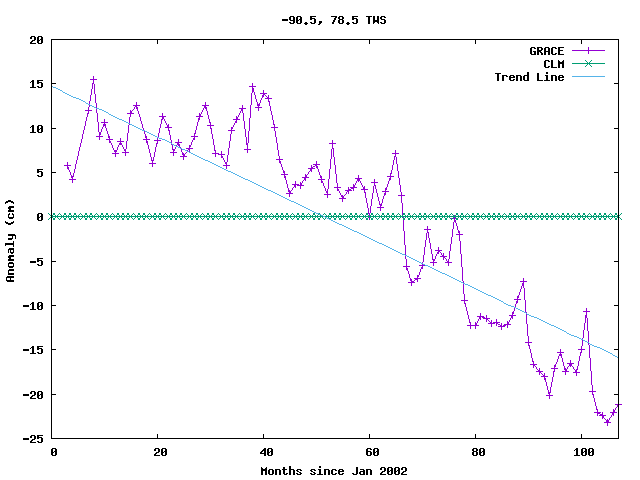 -90.5, 78.5 TWS
GRACE
CLM
Trend Line
20
15
10
5
0
-5
-10
-15
-20
-25
Anomaly (cm)
0 20 40 60 80 100
Months since Jan 2002